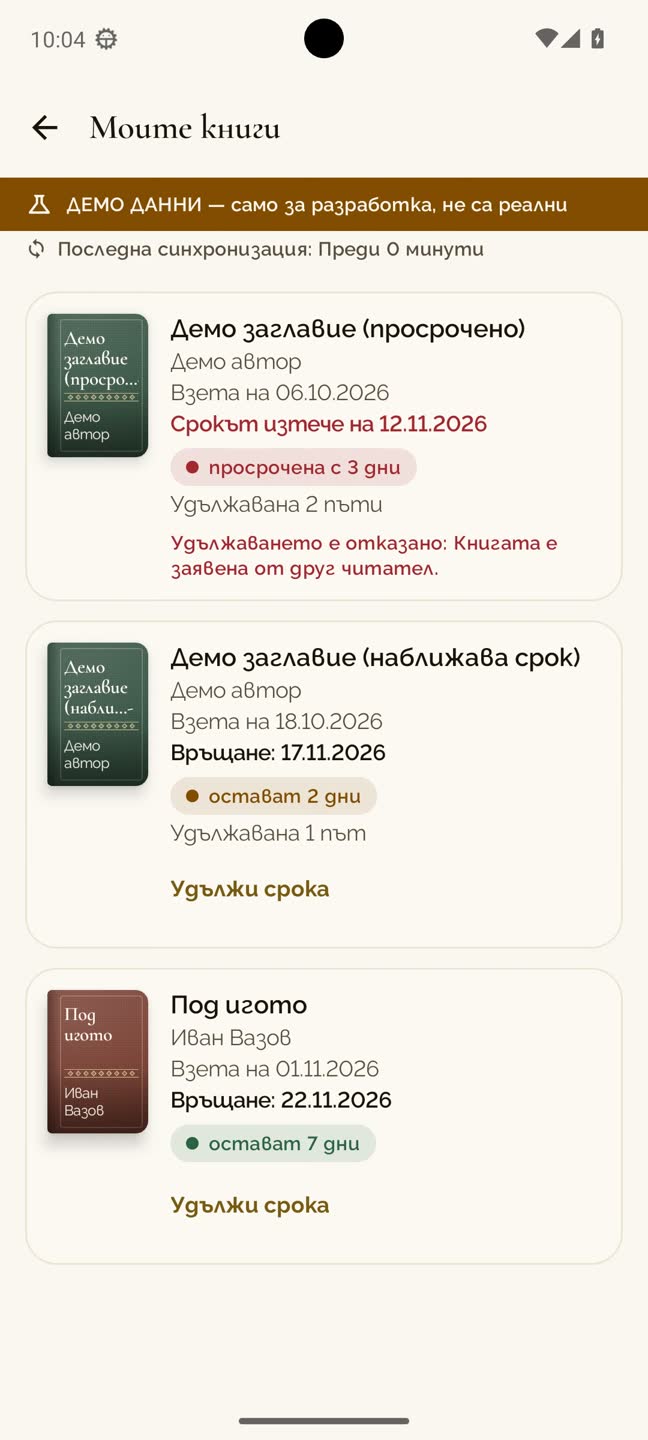 10:04
Моите книги
ДЕМО ДАННИ — само за разработка, не са реални
Последна синхронизация: Преди 0 минути
Демо
заглавие
(просро...
Демо
автор
Демо заглавие (просрочено)
Демо автор
Взета на 06.10.2026
Срокът изтече на 12.11.2026
просрочена с 3 дни
Удължавана 2 пъти
Удължаването е отказано: Книгата е
заявена от друг читател.
Демо
заглавие
(набли...-
Демо
автор
Демо заглавие (наближава срок)
Демо автор
Взета на 18.10.2026
Връщане: 17.11.2026
остават 2 дни
Удължавана 1 път
Удължи срока
Под
игото
Иван
Вазов
Под игото
Иван Вазов
Взета на 01.11.2026
Връщане: 22.11.2026
остават 7 дни
Удължи срока